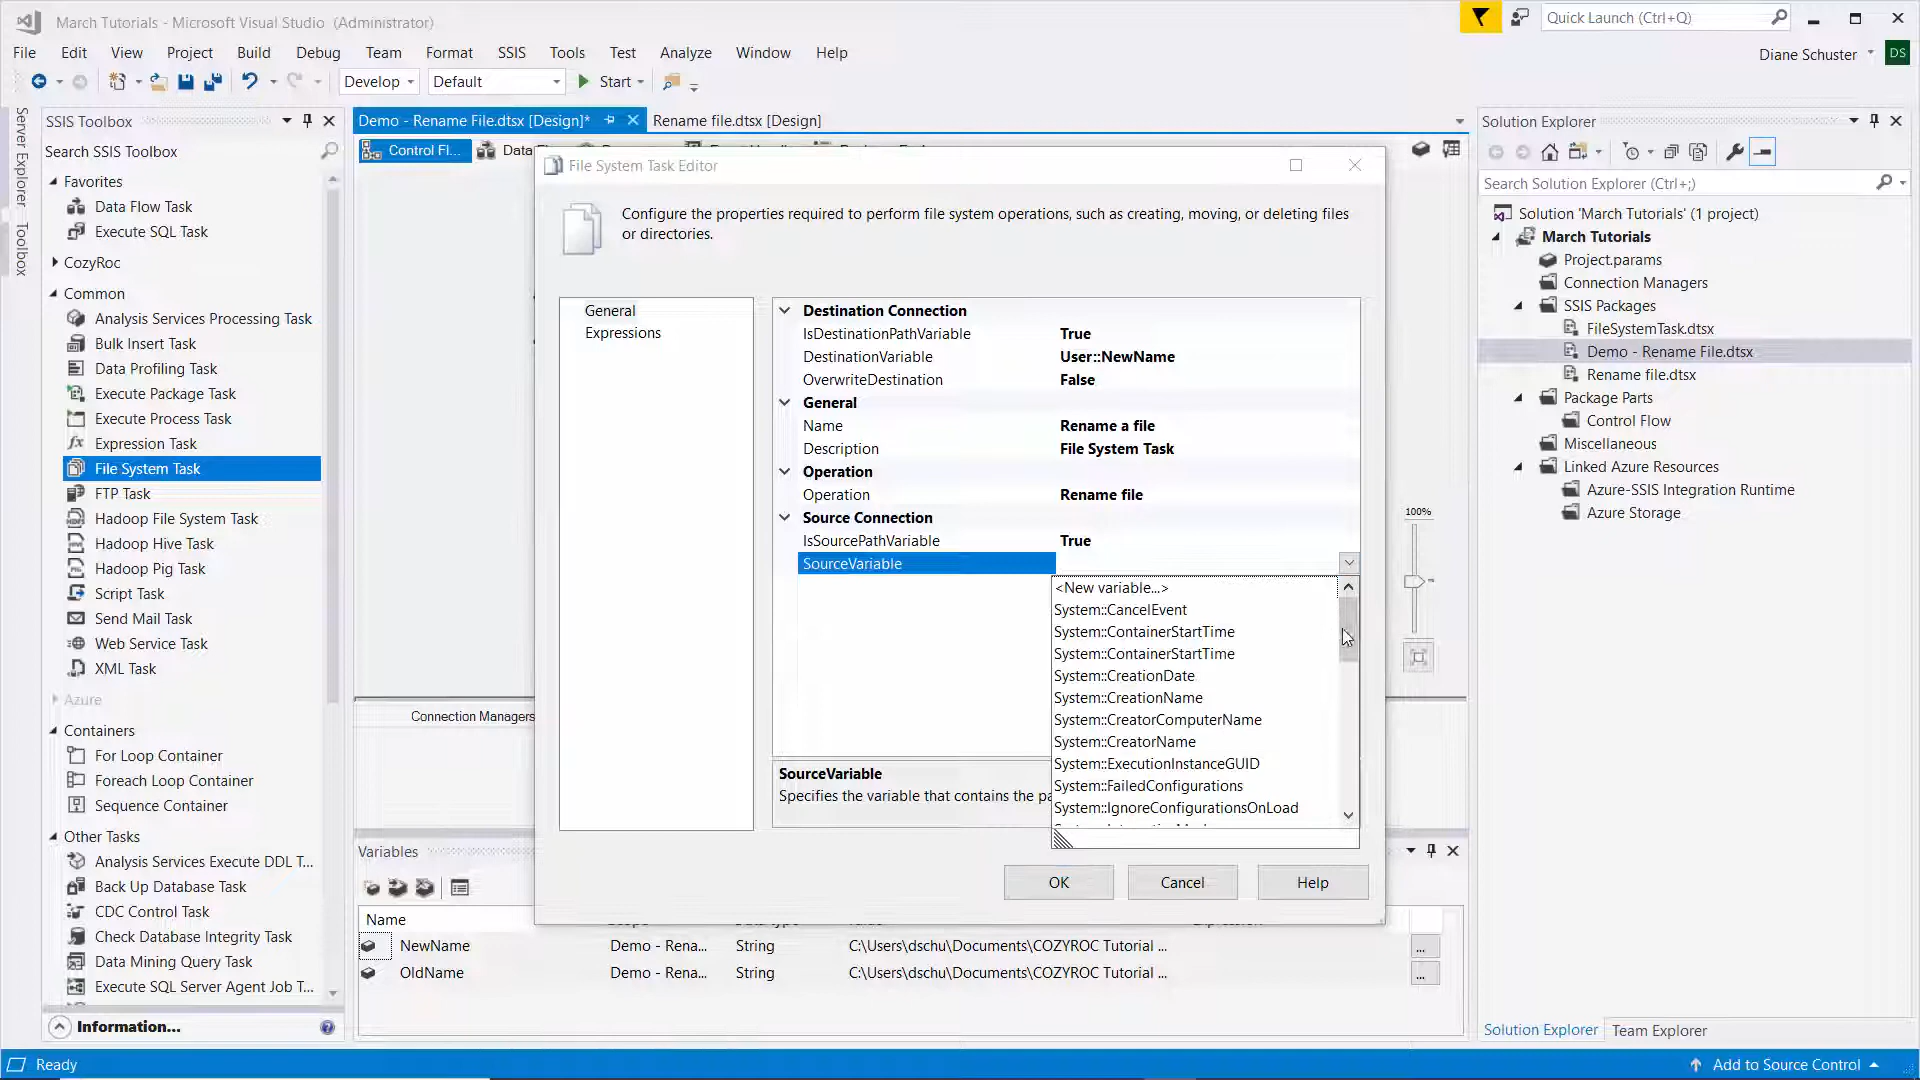 March Tutorials - Microsoft Visual Studio (Administrator)
Quick Launch (Ctrl+Q)
File Edit View Project Build Debug Team Format SSIS Tools Test Analyze Window Help
Diane Schuster
DS
Develop
Default
Start
Server Explorer
Toolbox
SSIS Toolbox
Search SSIS Toolbox
Favorites
Data Flow Task
Execute SQL Task
CozyRoc
Common
Analysis Services Processing Task
Bulk Insert Task
Data Profiling Task
Execute Package Task
Execute Process Task
Expression Task
File System Task
FTP Task
Hadoop File System Task
Hadoop Hive Task
Hadoop Pig Task
Script Task
Send Mail Task
Web Service Task
XML Task
Azure
Containers
For Loop Container
Foreach Loop Container
Sequence Container
Other Tasks
Analysis Services Execute DDL T...
Back Up Database Task
CDC Control Task
Check Database Integrity Task
Data Mining Query Task
Execute SQL Server Agent Job T...
Information...
Demo - Rename File.dtsx [Design]*
Rename file.dtsx [Design]
Control Fl...
File System Task Editor
Configure the properties required to perform file system operations, such as creating, moving, or deleting files
or directories.
General
Expressions
Destination Connection
IsDestinationPathVariable True
DestinationVariable User::NewName
OverwriteDestination False
General
Name Rename a file
Description File System Task
Operation
Operation Rename file
Source Connection
IsSourcePathVariable True
SourceVariable
<New variable...>
System::CancelEvent
System::ContainerStartTime
System::ContainerStartTime
System::CreationDate
System::CreationName
System::CreatorComputerName
System::CreatorName
System::ExecutionInstanceGUID
System::FailedConfigurations
System::IgnoreConfigurationsOnLoad
SourceVariable
Specifies the variable that contains the pa
OK
Cancel
Help
100%
Connection Managers
Variables
Name
NewName Demo - Rena... String C:\Users\dschu\Documents\COZYROC Tutorial ... ...
OldName Demo - Rena... String C:\Users\dschu\Documents\COZYROC Tutorial ... ...
Solution Explorer
Search Solution Explorer (Ctrl+;)
Solution 'March Tutorials' (1 project)
March Tutorials
Project.params
Connection Managers
SSIS Packages
FileSystemTask.dtsx
Demo - Rename File.dtsx
Rename file.dtsx
Package Parts
Control Flow
Miscellaneous
Linked Azure Resources
Azure-SSIS Integration Runtime
Azure Storage
Solution Explorer
Team Explorer
Ready
Add to Source Control